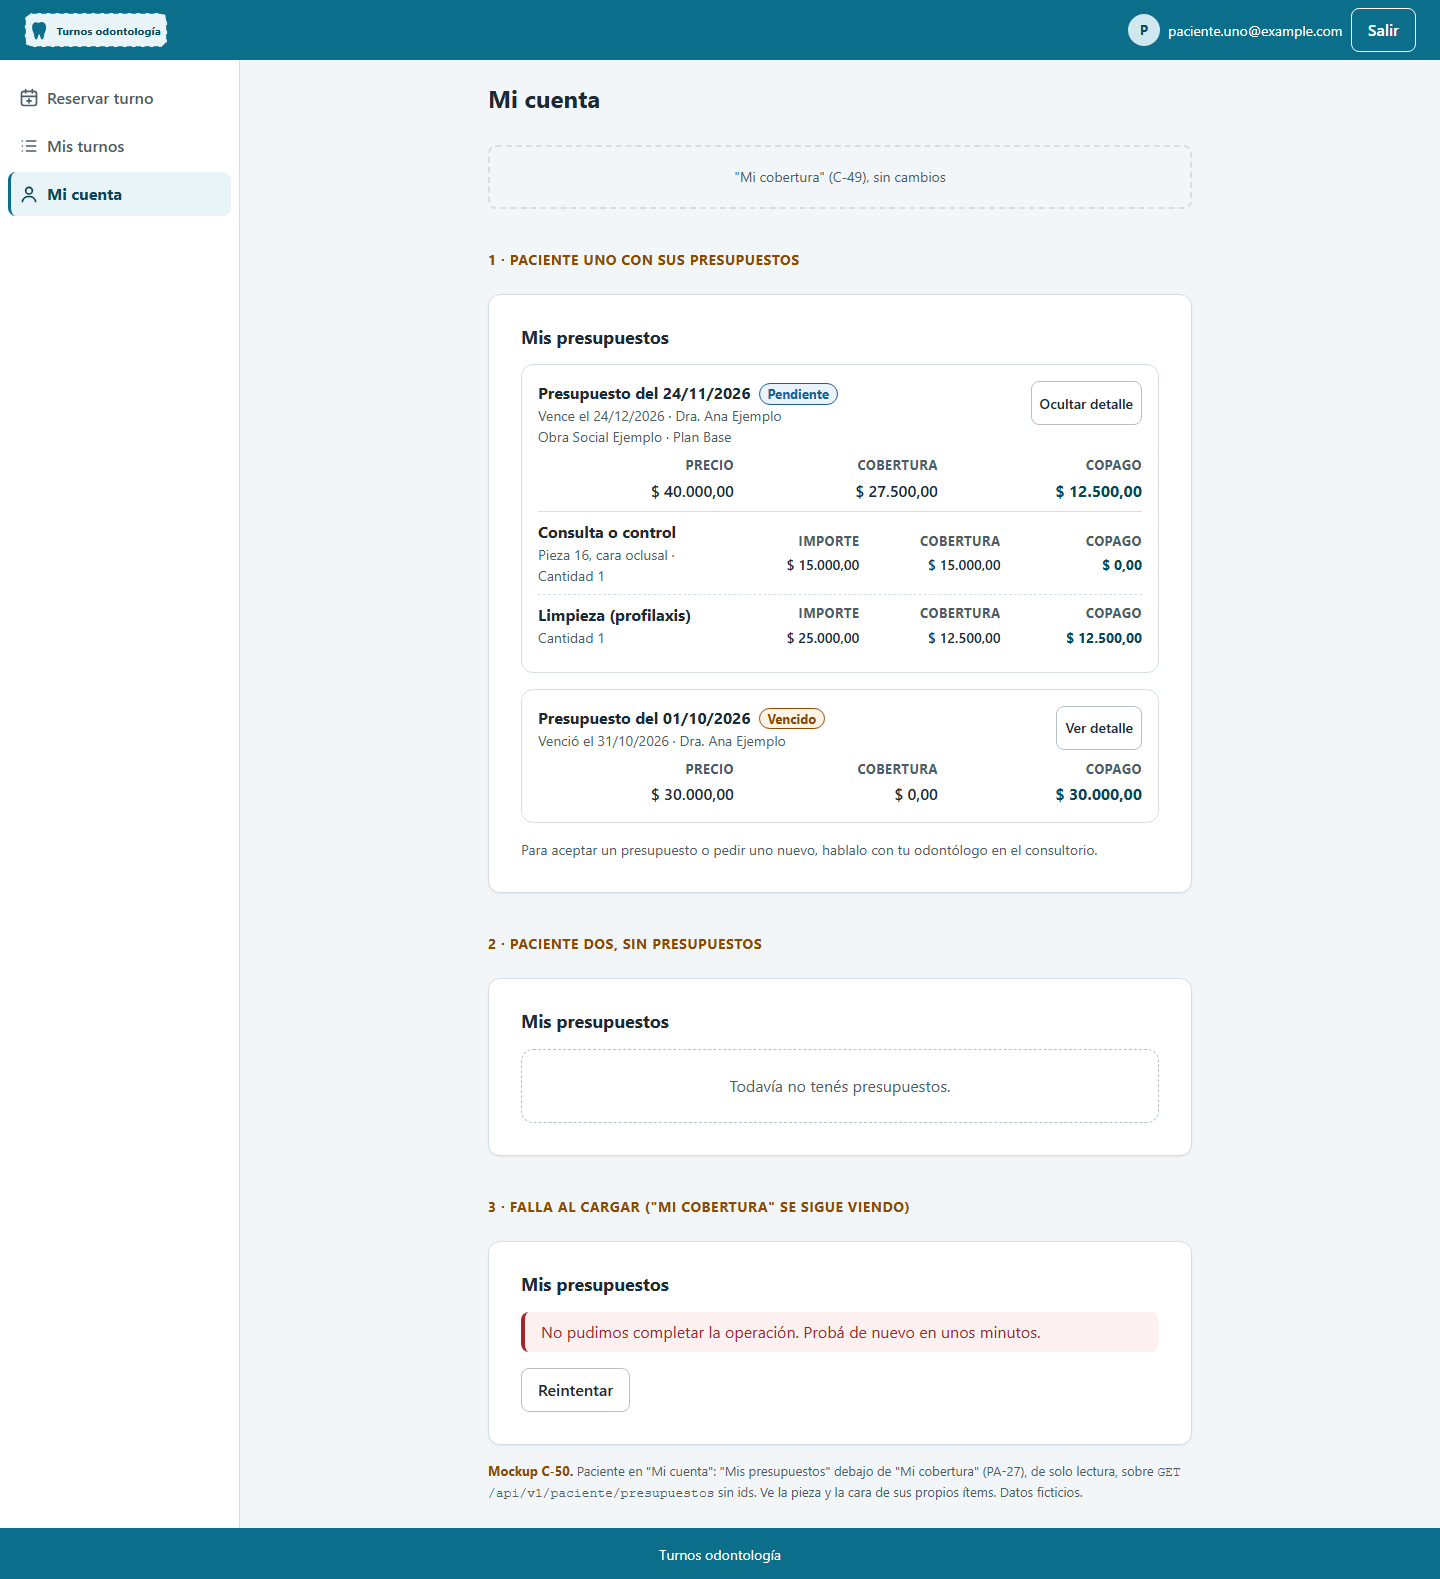 Turnos odontología
P
paciente.uno@example.com
Salir
Reservar turno
Mis turnos
Mi cuenta
Mi cuenta
"Mi cobertura" (C-49), sin cambios
1 · PACIENTE UNO CON SUS PRESUPUESTOS
Mis presupuestos
Presupuesto del 24/11/2026 Pendiente
Ocultar detalle
Vence el 24/12/2026 · Dra. Ana Ejemplo
Obra Social Ejemplo · Plan Base
PRECIO COBERTURA COPAGO
$ 40.000,00 $ 27.500,00 $ 12.500,00
Consulta o control
Pieza 16, cara oclusal ·
Cantidad 1
IMPORTE COBERTURA COPAGO
$ 15.000,00 $ 15.000,00 $ 0,00
Limpieza (profilaxis)
Cantidad 1
IMPORTE COBERTURA COPAGO
$ 25.000,00 $ 12.500,00 $ 12.500,00
Presupuesto del 01/10/2026 Vencido
Ver detalle
Venció el 31/10/2026 · Dra. Ana Ejemplo
PRECIO COBERTURA COPAGO
$ 30.000,00 $ 0,00 $ 30.000,00
Para aceptar un presupuesto o pedir uno nuevo, hablalo con tu odontólogo en el consultorio.
2 · PACIENTE DOS, SIN PRESUPUESTOS
Mis presupuestos
Todavía no tenés presupuestos.
3 · FALLA AL CARGAR ("MI COBERTURA" SE SIGUE VIENDO)
Mis presupuestos
No pudimos completar la operación. Probá de nuevo en unos minutos.
Reintentar
Mockup C-50. Paciente en "Mi cuenta": "Mis presupuestos" debajo de "Mi cobertura" (PA-27), de solo lectura, sobre GET
/api/v1/paciente/presupuestos sin ids. Ve la pieza y la cara de sus propios ítems. Datos ficticios.
Turnos odontología